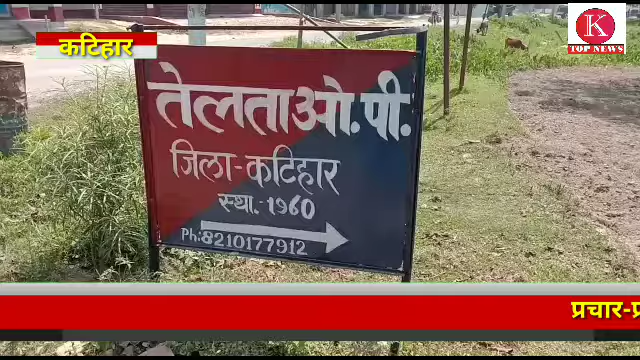 कटिहार
K
TOP NEWS
तेलता ओ.पी.
जिला-कटिहार
स्था.-1960
Ph:8210177912
प्रचार-प्र